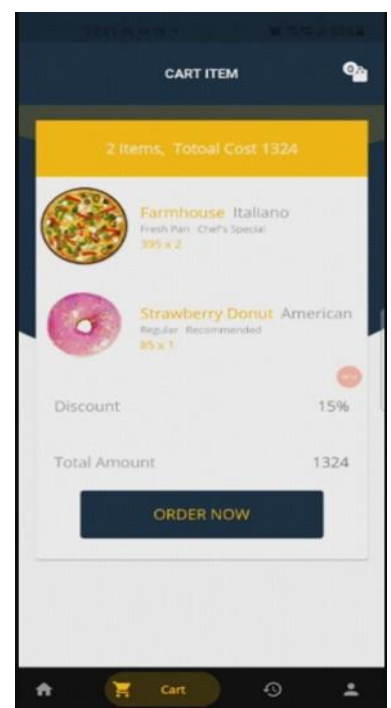 CART ITEM
2 Items, Totoal Cost 1324
Farmhouse Italiano
Fresh Pan Chef's Special
395 x 2
Strawberry Donut American
Regular Recommended
85 x 1
Discount 15%
Total Amount 1324
ORDER NOW
Cart